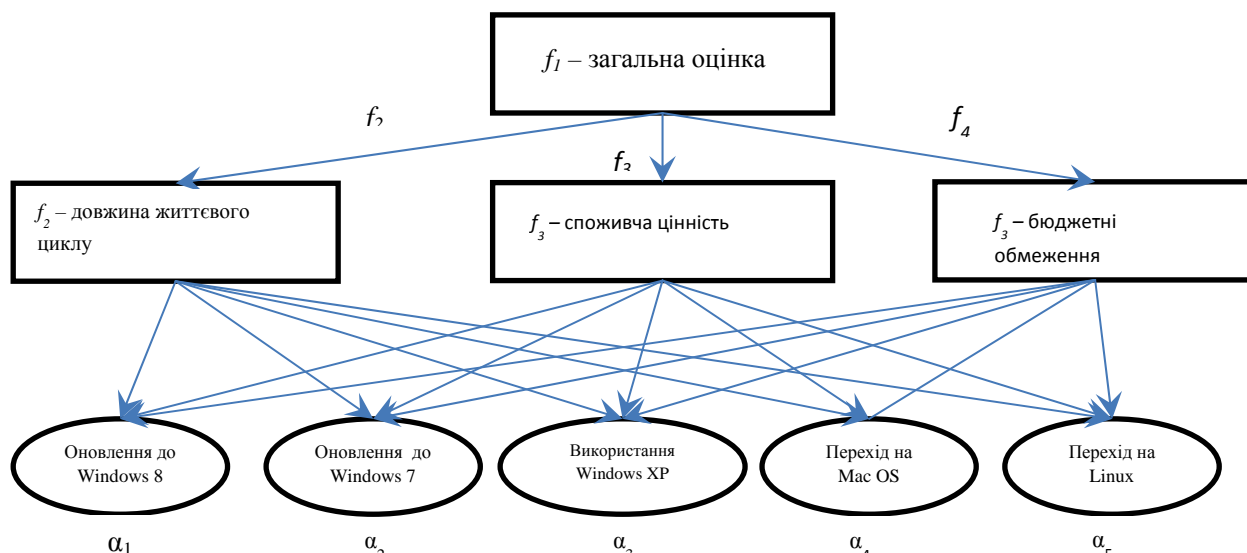 f₁ – загальна оцінка
f₂
f₃
f₄
f₂ – довжина життєвого
циклу
f₃ – споживча цінність
f₃ – бюджетні
обмеження
Оновлення до
Windows 8
Оновлення до
Windows 7
Використання
Windows XP
Перехід на
Mac OS
Перехід на
Linux
α₁
α₂
α₃
α₄
α₅